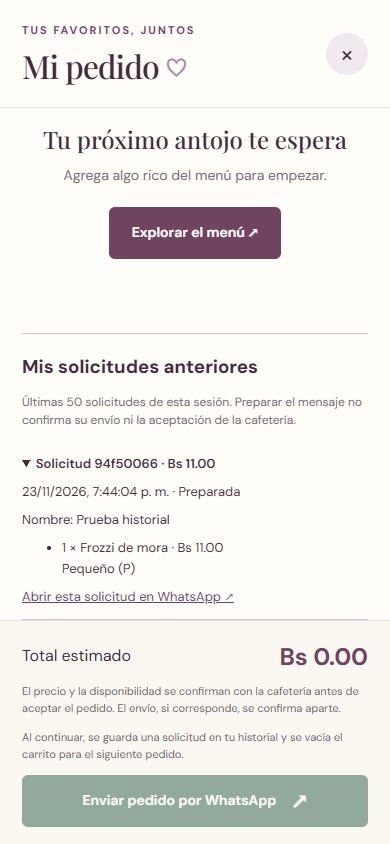 TUS FAVORITOS, JUNTOS
Mi pedido ♡
×
Tu próximo antojo te espera
Agrega algo rico del menú para empezar.
Explorar el menú ↗
Mis solicitudes anteriores
Últimas 50 solicitudes de esta sesión. Preparar el mensaje no
confirma su envío ni la aceptación de la cafetería.
▼ Solicitud 94f50066 · Bs 11.00
23/11/2026, 7:44:04 p. m. · Preparada
Nombre: Prueba historial
• 1 × Frozzi de mora · Bs 11.00
Pequeño (P)
Abrir esta solicitud en WhatsApp ↗
Total estimado Bs 0.00
El precio y la disponibilidad se confirman con la cafetería antes de
aceptar el pedido. El envío, si corresponde, se confirma aparte.
Al continuar, se guarda una solicitud en tu historial y se vacía el
carrito para el siguiente pedido.
Enviar pedido por WhatsApp ↗